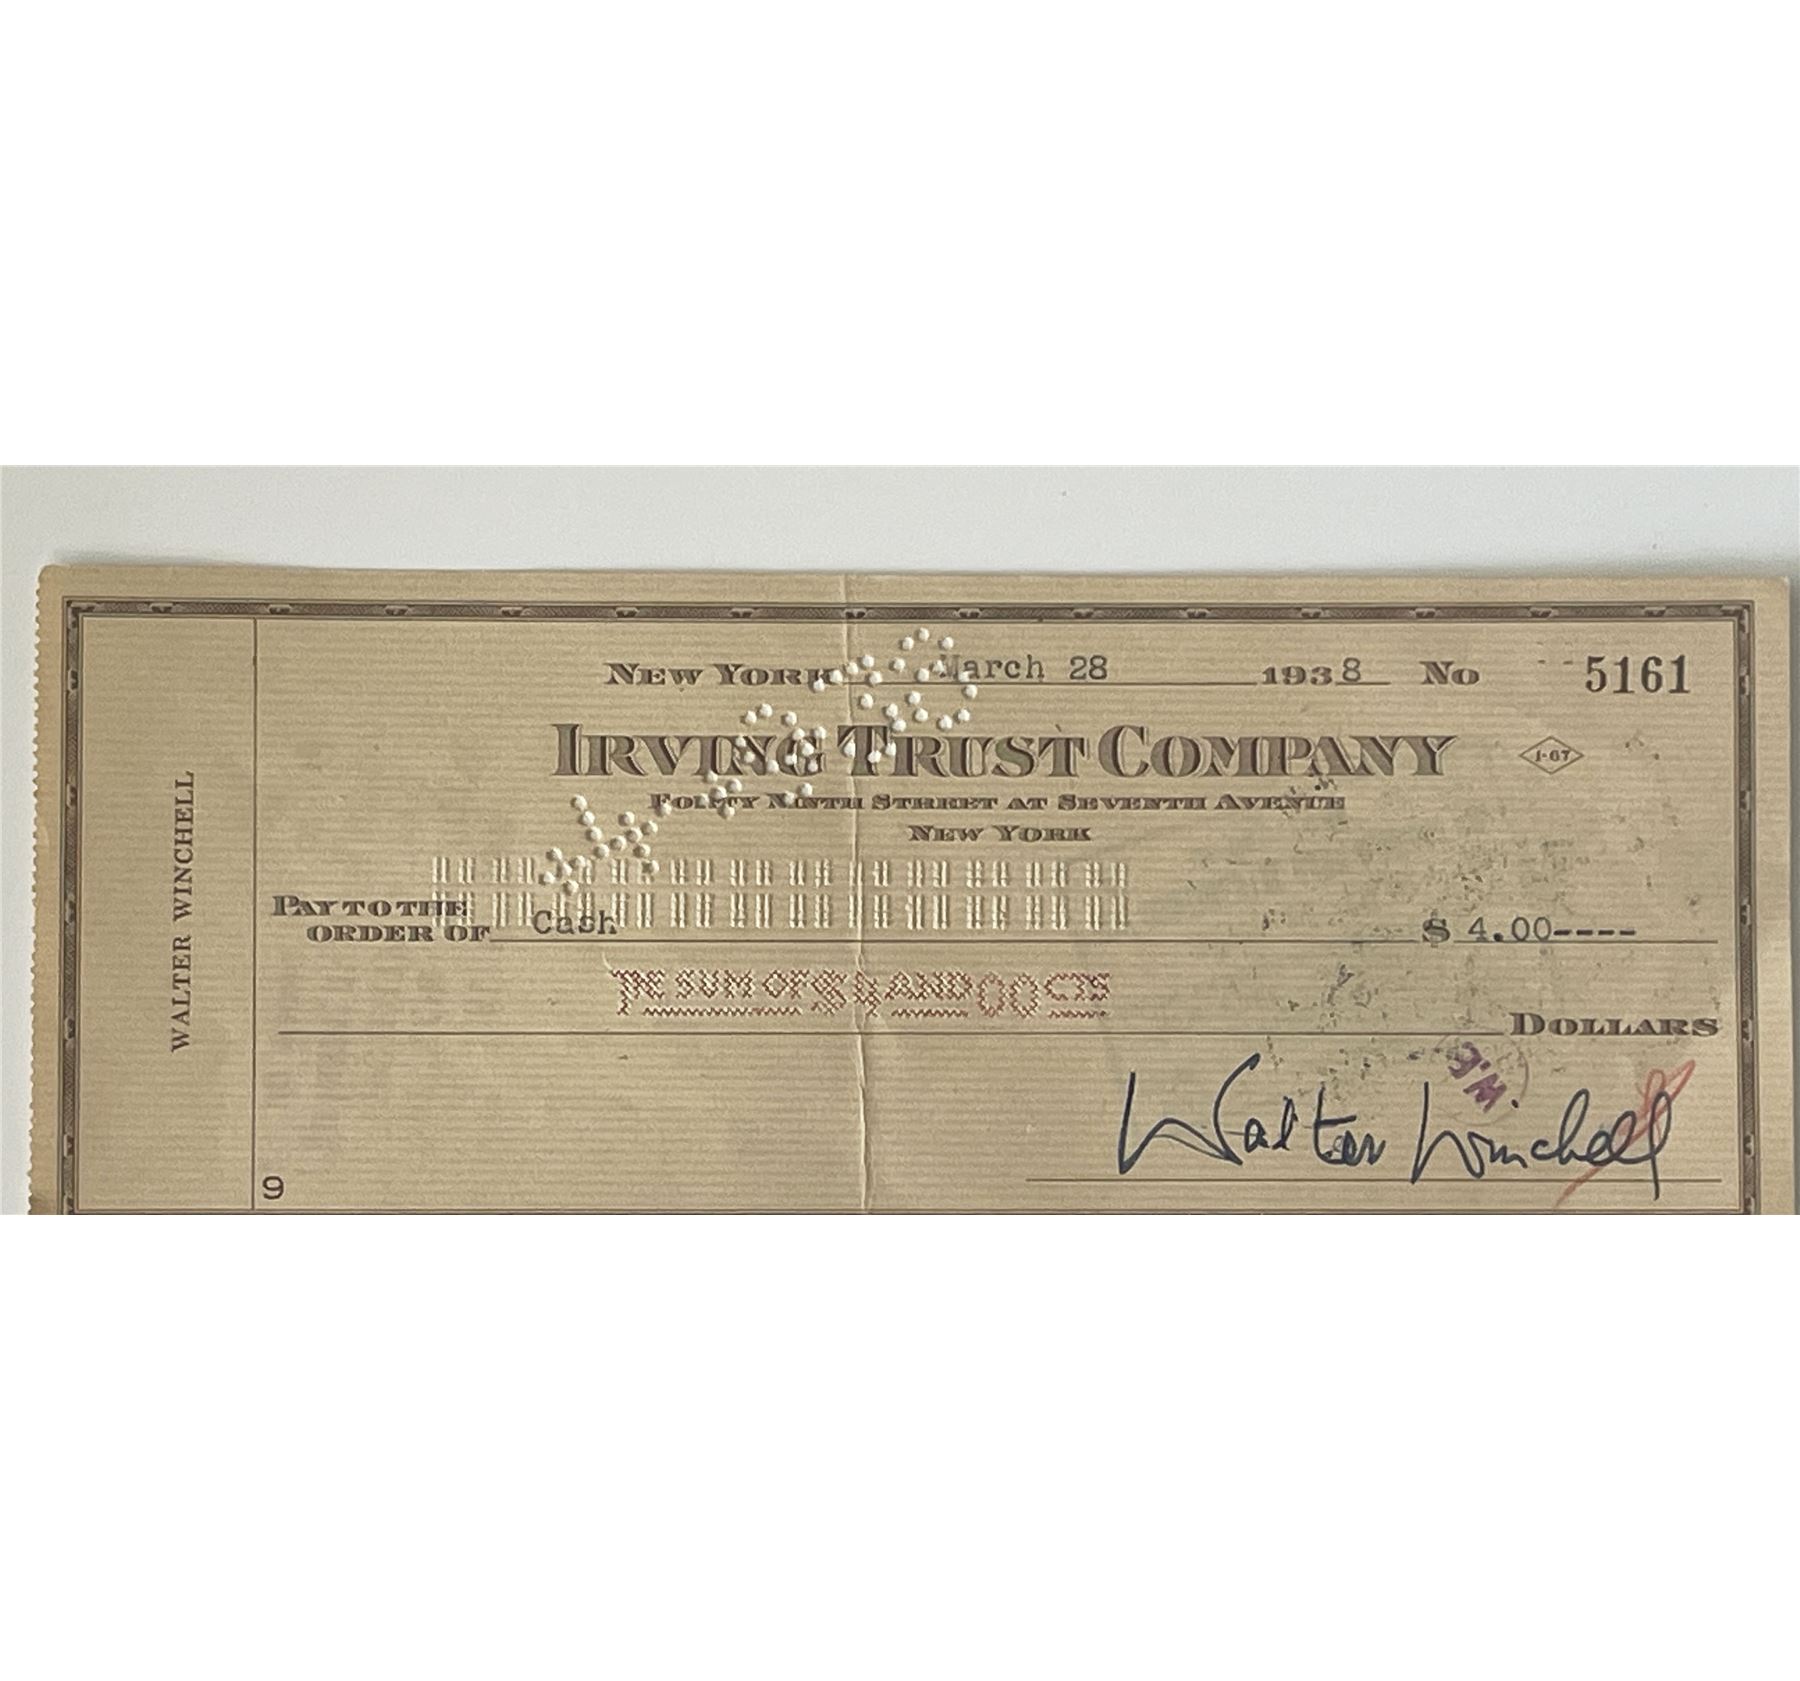 WALTER WINCHELL
NEW YORK March 28 1938 No 5161
IRVING TRUST COMPANY
1-67
FORTY NINTH STREET AT SEVENTH AVENUE
NEW YORK
PAY TO THE
ORDER OF Cash $ 4.00----
THE SUM OF $4 AND 00 CTS
DOLLARS
Walter Winchell
9